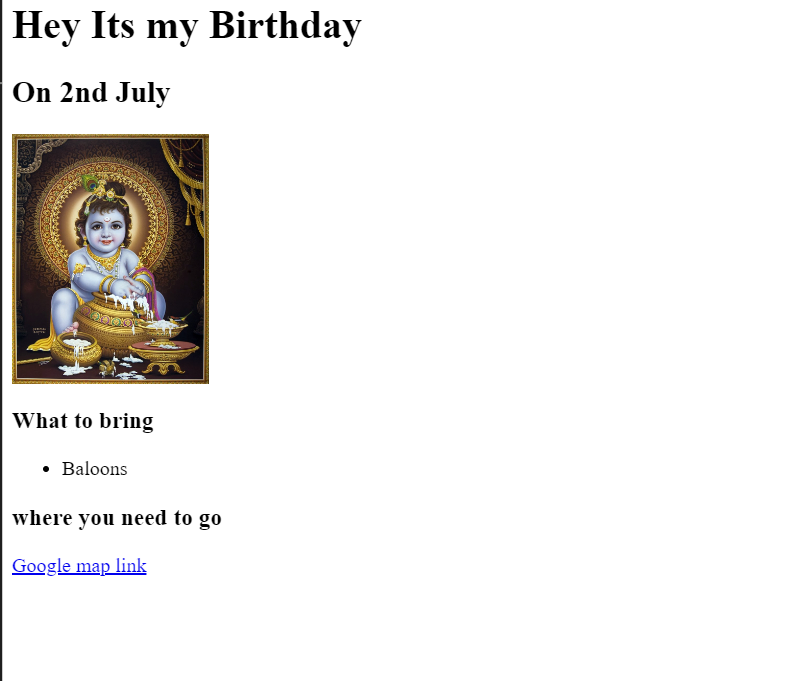 Hey Its my Birthday
On 2nd July
What to bring
Baloons
where you need to go
Google map link